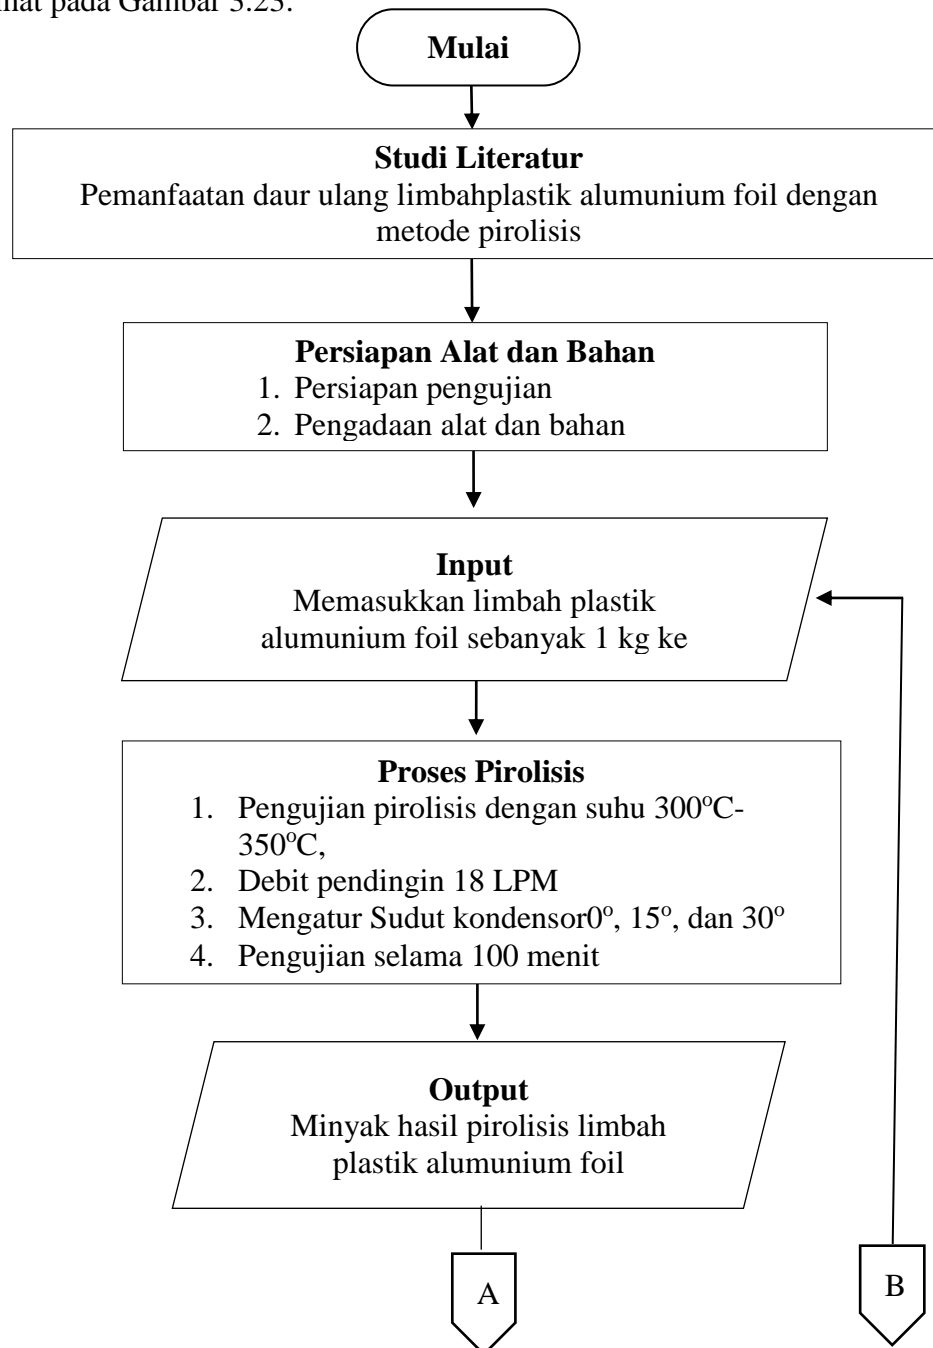 pada Gambar 3.23.
Mulai
Studi Literatur
Pemanfaatan daur ulang limbahplastik alumunium foil dengan
metode pirolisis
Persiapan Alat dan Bahan
1. Persiapan pengujian
2. Pengadaan alat dan bahan
Input
Memasukkan limbah plastik
alumunium foil sebanyak 1 kg ke
Proses Pirolisis
1. Pengujian pirolisis dengan suhu 300°C-
350°C,
2. Debit pendingin 18 LPM
3. Mengatur Sudut kondensor0°, 15°, dan 30°
4. Pengujian selama 100 menit
Output
Minyak hasil pirolisis limbah
plastik alumunium foil
A
B